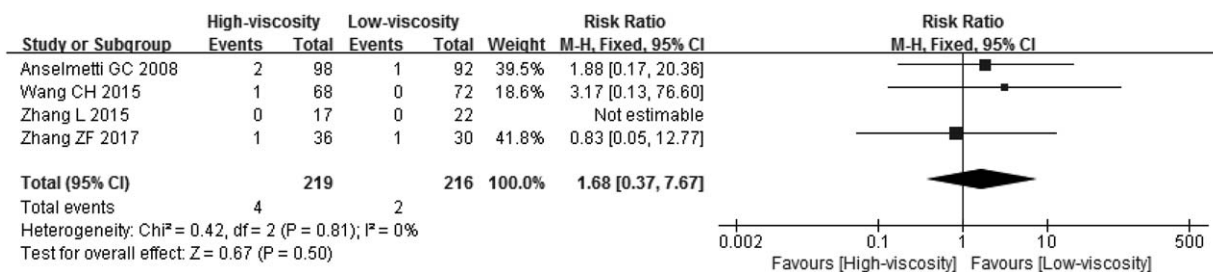 High-viscosity Low-viscosity Risk Ratio Risk Ratio
Study or Subgroup Events Total Events Total Weight M-H, Fixed, 95% CI M-H, Fixed, 95% CI
Anselmetti GC 2008 2 98 1 92 39.5% 1.88 [0.17, 20.36]
Wang CH 2015 1 68 0 72 18.6% 3.17 [0.13, 76.60]
Zhang L 2015 0 17 0 22 Not estimable
Zhang ZF 2017 1 36 1 30 41.8% 0.83 [0.05, 12.77]
Total (95% CI) 219 216 100.0% 1.68 [0.37, 7.67]
Total events 4 2
Heterogeneity: Chi² = 0.42, df = 2 (P = 0.81); I² = 0%
Test for overall effect: Z = 0.67 (P = 0.50)
0.002 0.1 1 10 500
Favours [High-viscosity] Favours [Low-viscosity]